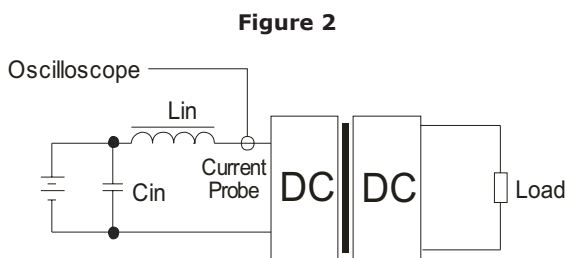 Figure 2
Oscilloscope
Lin
Current
Probe
Cin
DC
DC
Load